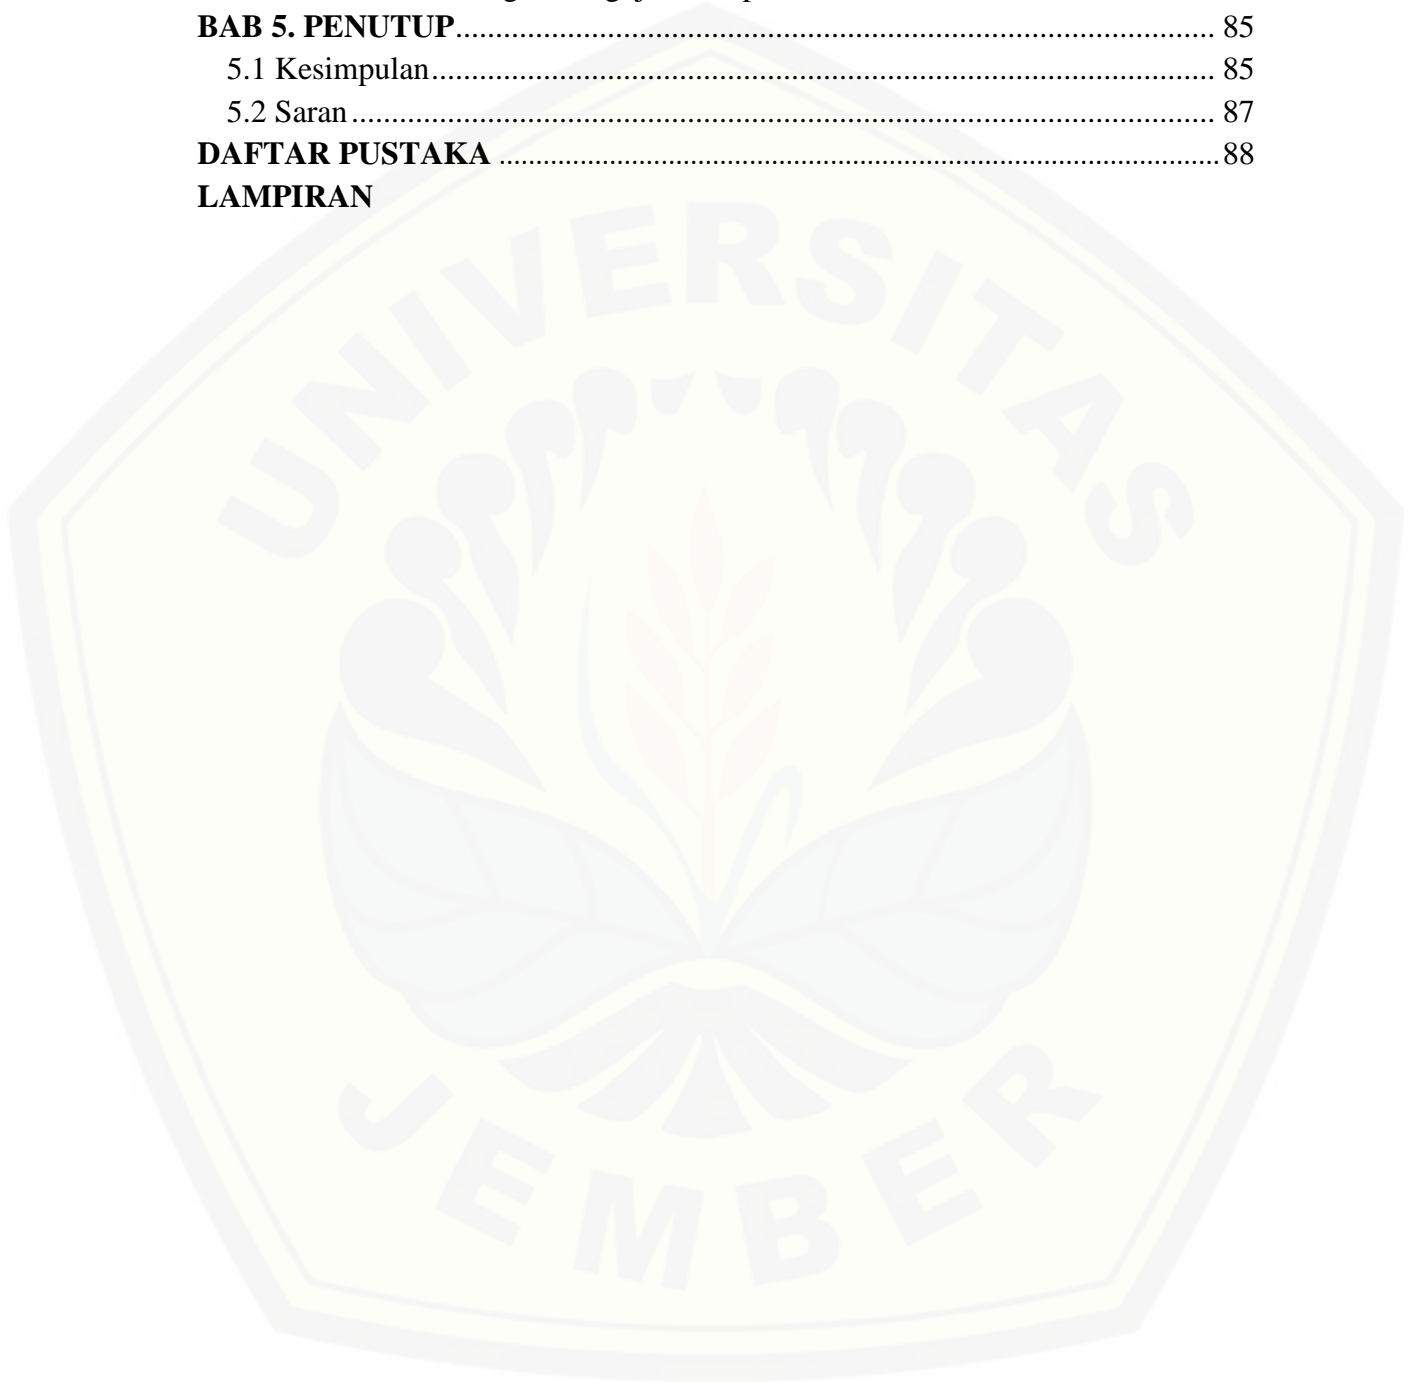 BAB 5. PENUTUP.................................................................................................. 85
5.1 Kesimpulan.................................................................................................... 85
5.2 Saran .............................................................................................................. 87
DAFTAR PUSTAKA ............................................................................................88
LAMPIRAN
UNIVERSITAS
JEMBER